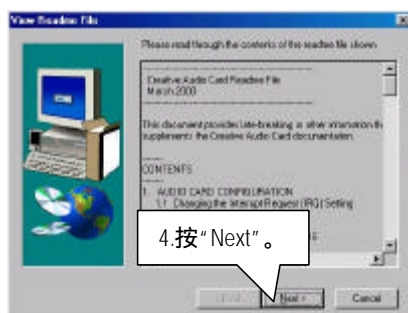 View Readme File
Please read through the contents of the readme file shown
Creative Audio Card Readme File
March 2000
This document provides late-breaking or other information th
supplements the Creative Audio Card documentation.
CONTENTS
1. AUDIO CARD CONFIGURATION
1.1 Changing the Interrupt Request (IRQ) Setting
4.按“Next”。
Next >
Cancel